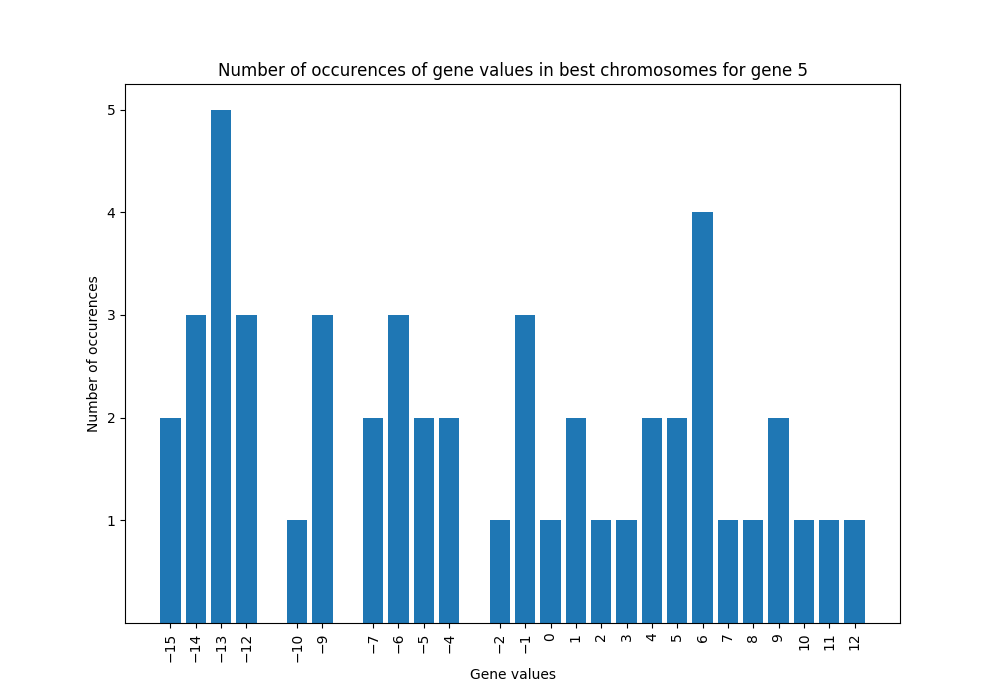 Number of occurences of gene values in best chromosomes for gene 5
5
4
3
2
1
Number of occurences
−15 −14 −13 −12 −10 −9 −7 −6 −5 −4 −2 −1 0 1 2 3 4 5 6 7 8 9 10 11 12
Gene values